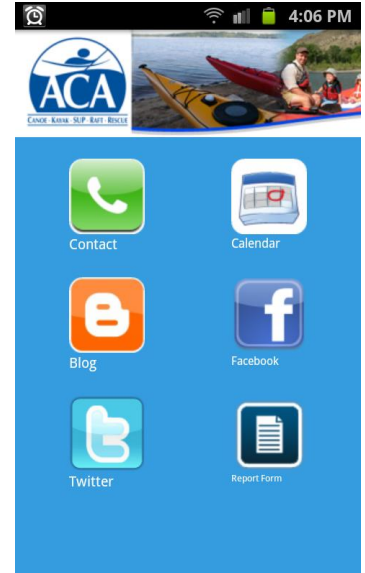 4:06 PM
ACA
CANOE - KAYAK - SUP - RAFT - RESCUE
Contact
Calendar
Blog
Facebook
Twitter
Report Form